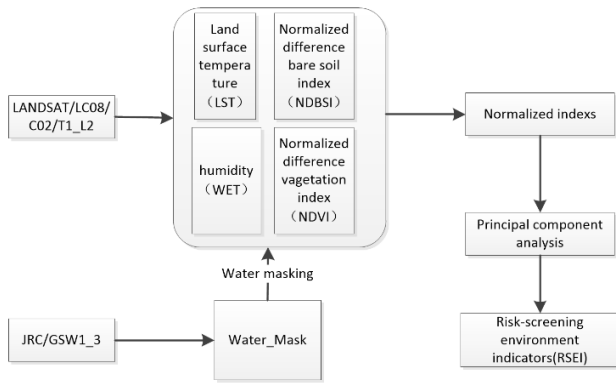 LANDSAT/LC08/
C02/T1_L2
Land
surface
tempera
ture
（LST）
Normalized
difference
bare soil
index
（NDBSI）
humidity
（WET）
Normalized
difference
vagetation
index
（NDVI）
Normalized indexs
Principal component
analysis
Risk-screening
environment
indicators(RSEI)
Water masking
JRC/GSW1_3
Water_Mask